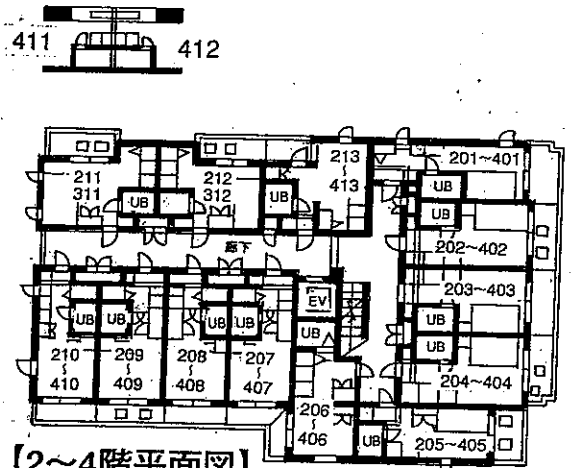 411 412
213
~
413
201~401
211
311
212
312
UB
UB
UB
UB
202~402
廊下
203~403
EV
UB
UB
UB
UB
UB
UB
UB
210
~
410
209
~
409
208
~
408
207
~
407
204~404
206
~
406
UB
205~405
【2~4階平面図】